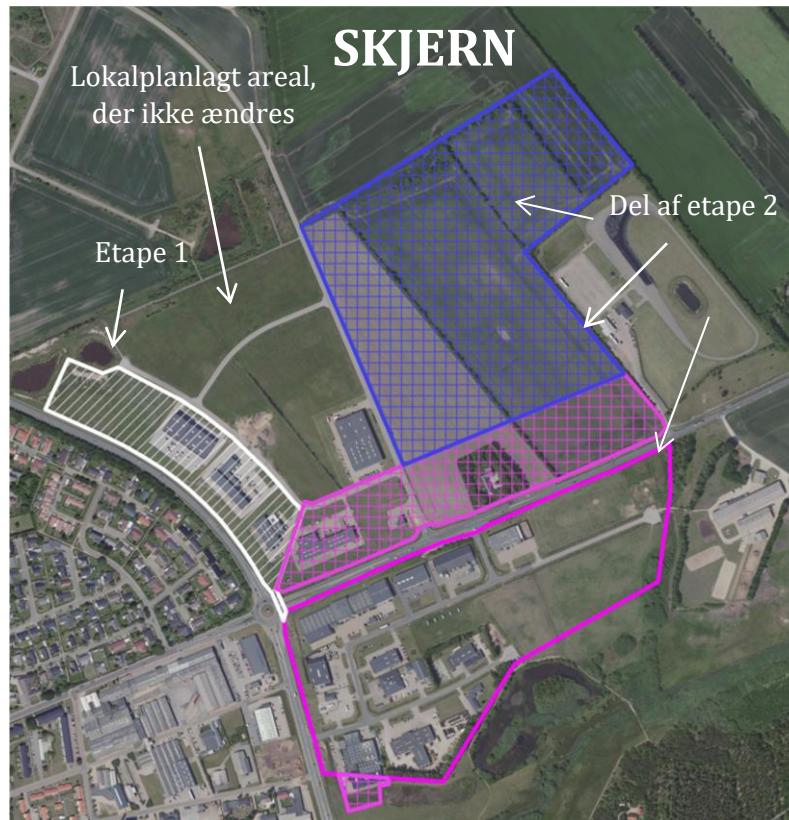 SKJERN
Lokalplanlagt areal,
der ikke ændres
Etape 1
Del af etape 2